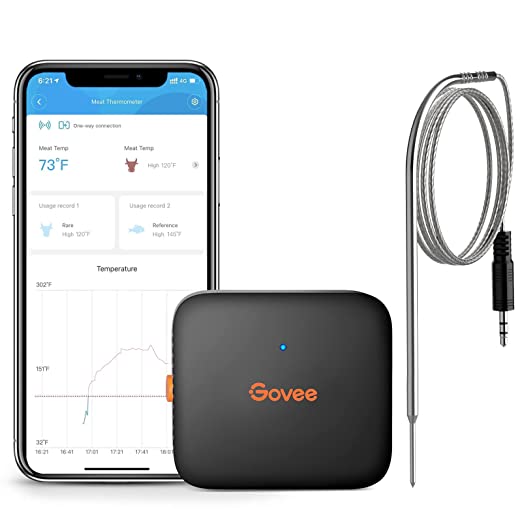 6:21
4G
Meat Thermometer
One-way connection
Meat Temp
73°F
Meat Temp
High 120°F
Usage record 1
Rare
High 120°F
Usage record 2
Reference
High 145°F
Temperature
302°F
151°F
32°F
16:21 16:41 17:01 17:21 17:41 18:01
Govee